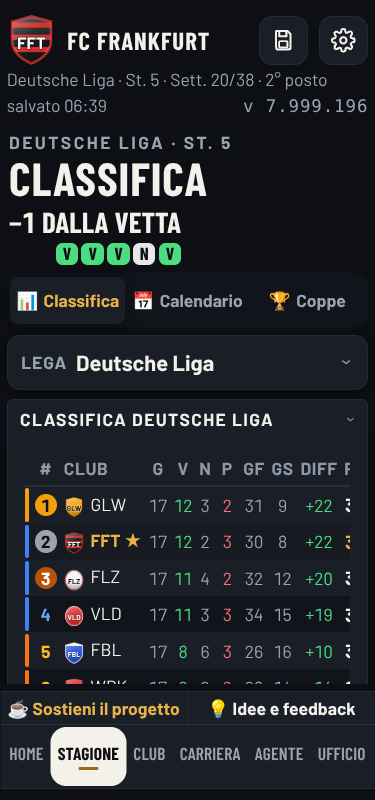 FFT
FC FRANKFURT
Deutsche Liga · St. 5 · Sett. 20/38 · 2° posto
salvato 06:39
v 7.999.196
DEUTSCHE LIGA · ST. 5
CLASSIFICA
−1 DALLA VETTA
V V V N V
📊 Classifica 📅 Calendario 🏆 Coppe
LEGA Deutsche Liga
CLASSIFICA DEUTSCHE LIGA
# CLUB G V N P GF GS DIFF
1 GLW GLW 17 12 3 2 31 9 +22
2 FFT FFT ★ 17 12 2 3 30 8 +22
3 FLZ FLZ 17 11 4 2 32 12 +20
4 VLD VLD 17 11 3 3 34 15 +19
5 FBL FBL 17 8 6 3 26 16 +10
☕ Sostieni il progetto 💡 Idee e feedback
HOME STAGIONE CLUB CARRIERA AGENTE UFFICIO